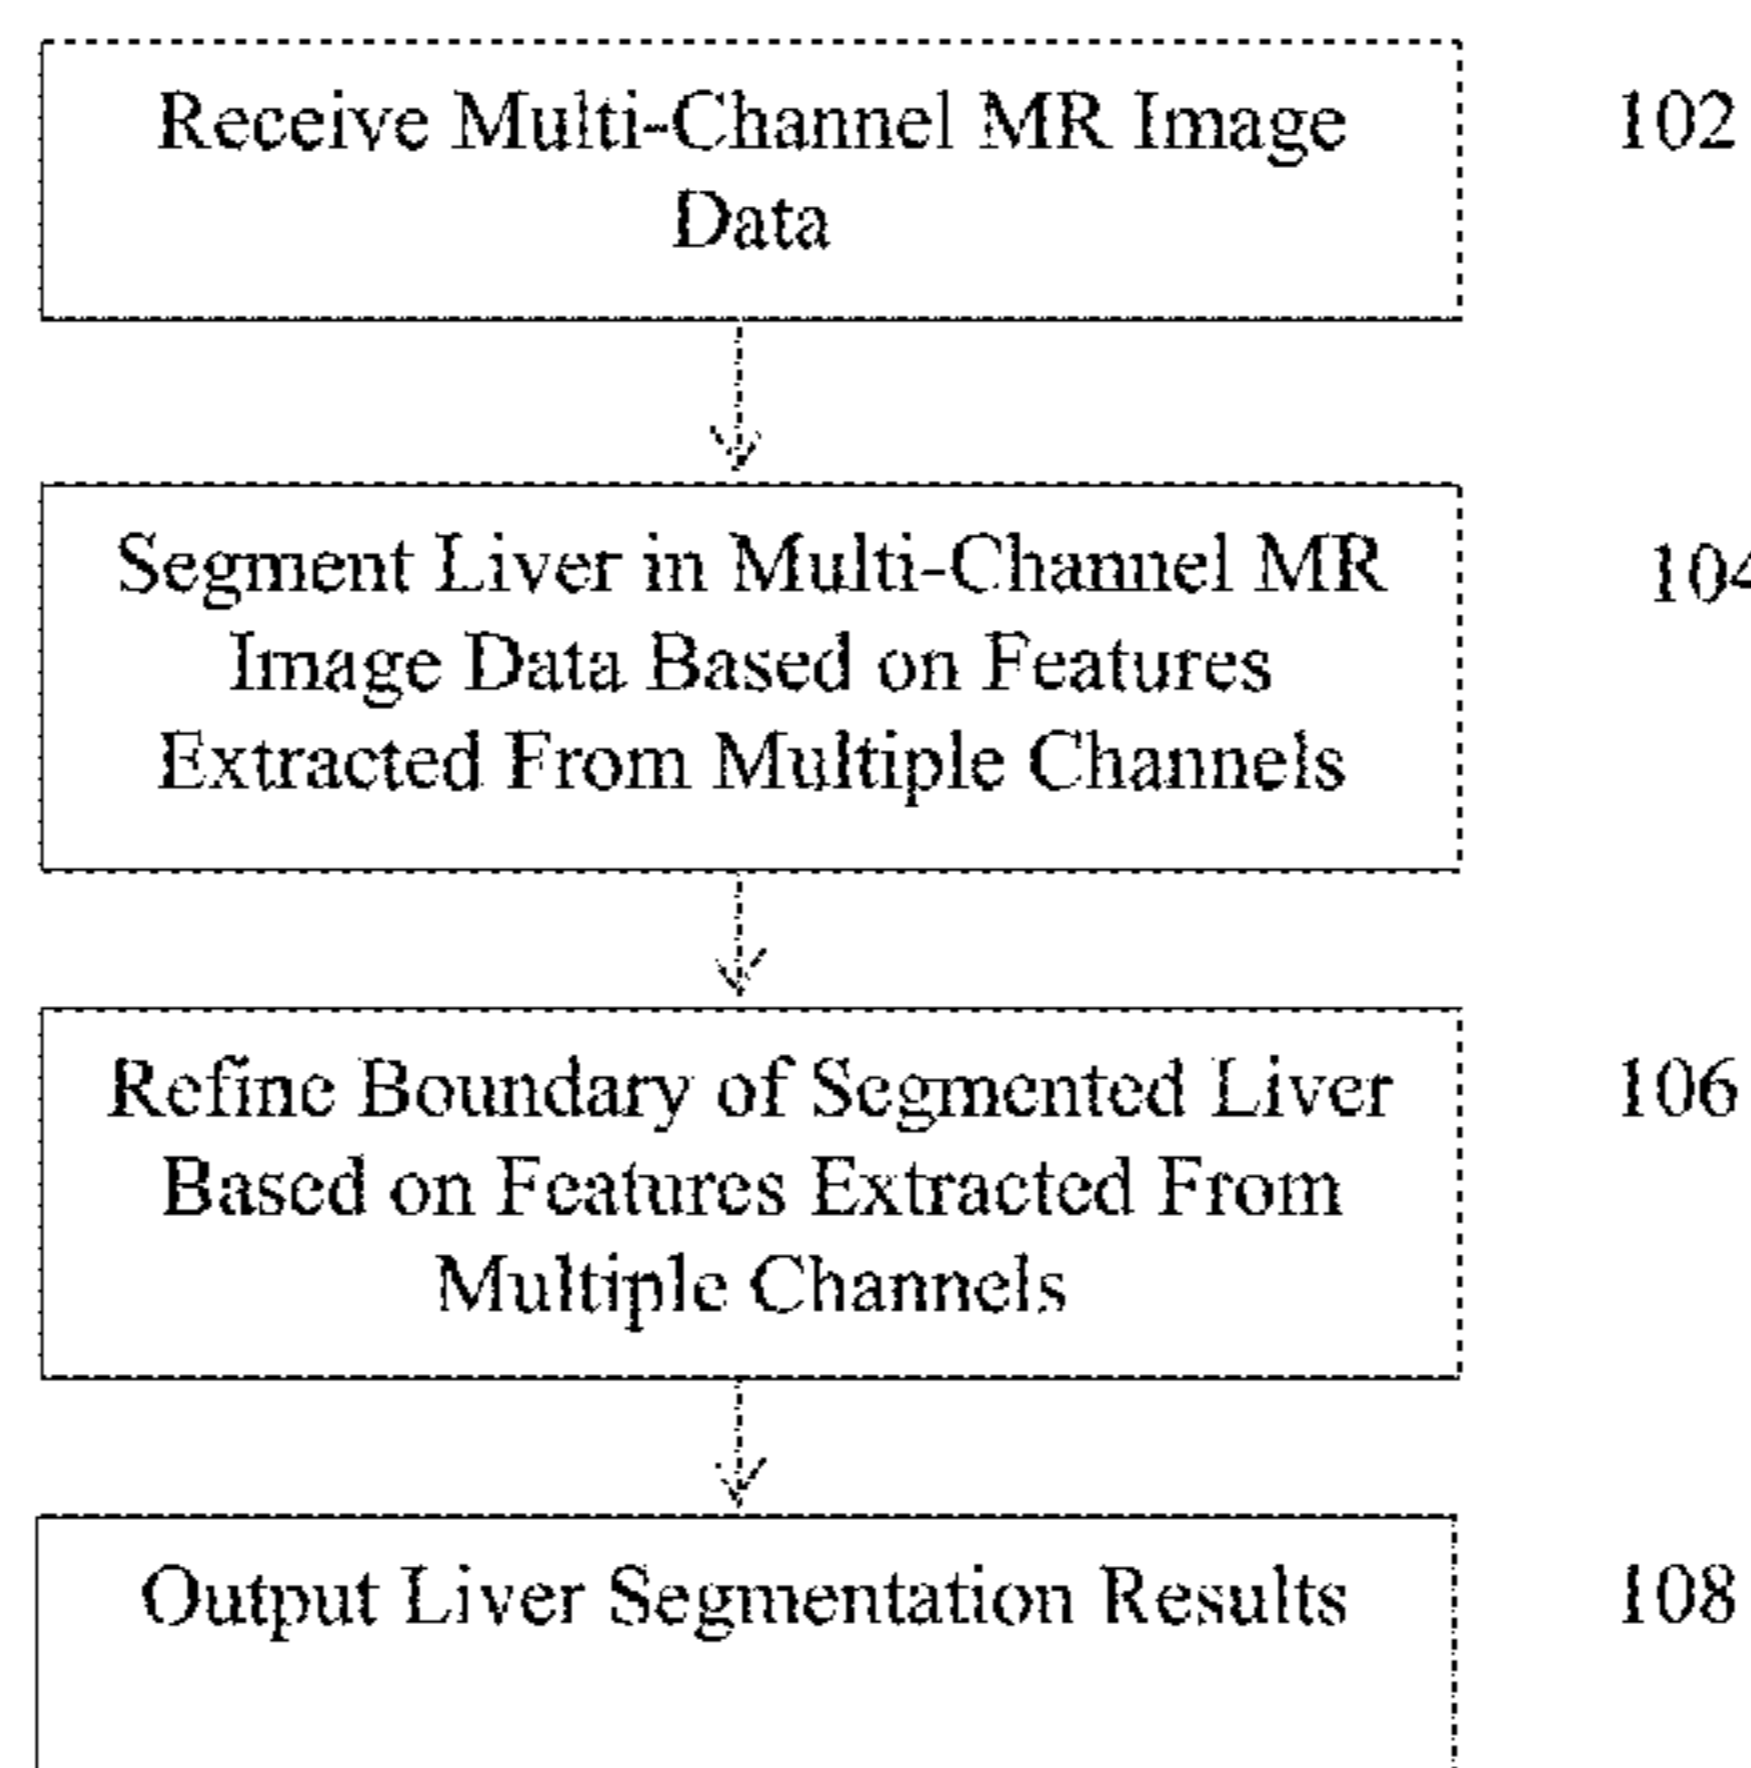 Receive Multi-Channel MR Image
Data
102
Segment Liver in Multi-Channel MR
Image Data Based on Features
Extracted From Multiple Channels
104
Refine Boundary of Segmented Liver
Based on Features Extracted From
Multiple Channels
106
Output Liver Segmentation Results
108